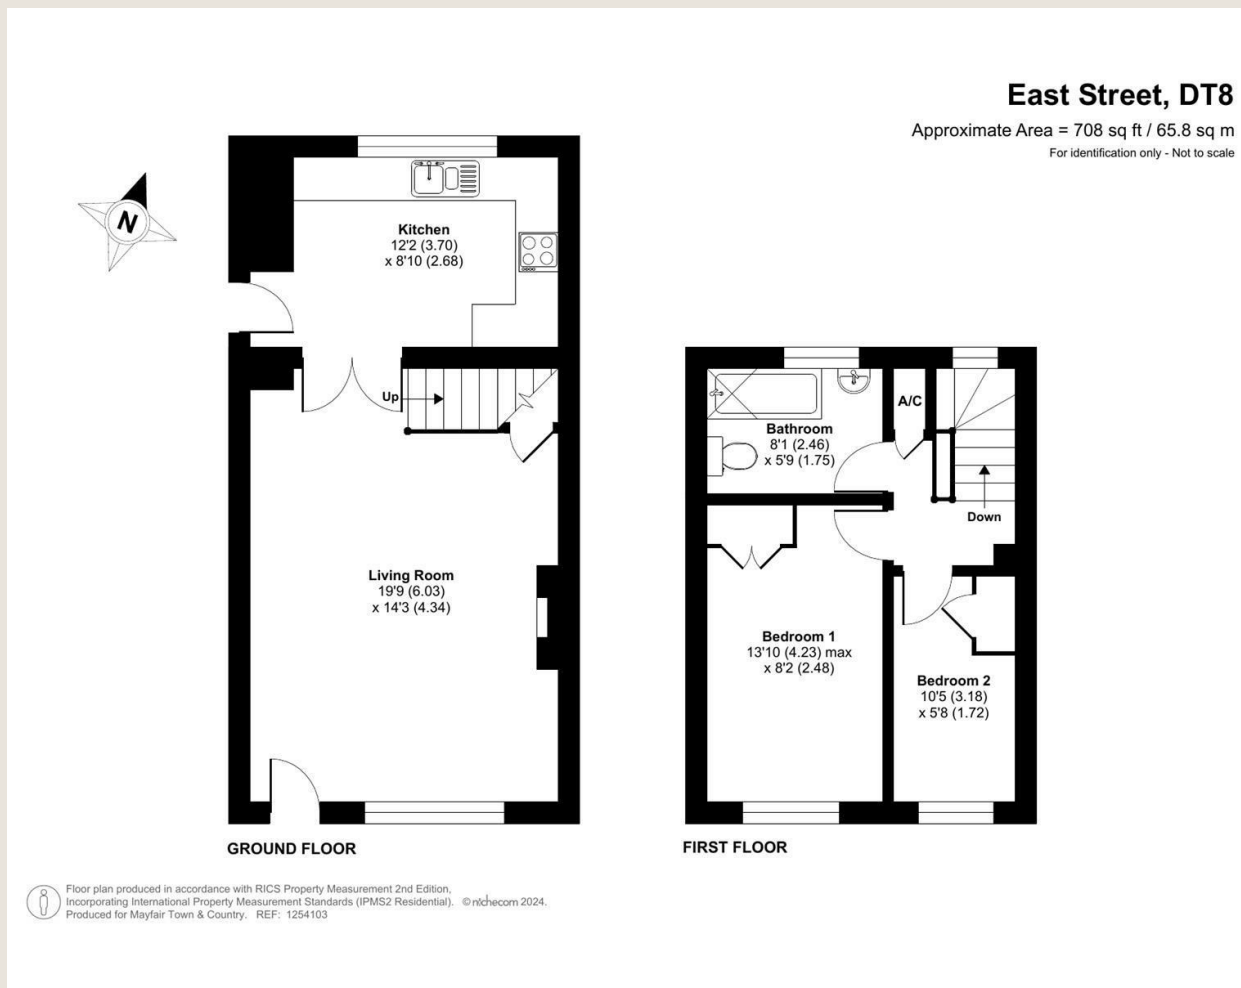 East Street, DT8
Approximate Area = 708 sq ft / 65.8 sq m
For identification only - Not to scale
N
Kitchen
12'2 (3.70)
x 8'10 (2.68)
Up
Living Room
19'9 (6.03)
x 14'3 (4.34)
GROUND FLOOR
A/C
Bathroom
8'1 (2.46)
x 5'9 (1.75)
Down
Bedroom 1
13'10 (4.23) max
x 8'2 (2.48)
Bedroom 2
10'5 (3.18)
x 5'8 (1.72)
FIRST FLOOR
Floor plan produced in accordance with RICS Property Measurement 2nd Edition,
Incorporating International Property Measurement Standards (IPMS2 Residential). © nichecom 2024.
Produced for Mayfair Town & Country. REF: 1254103